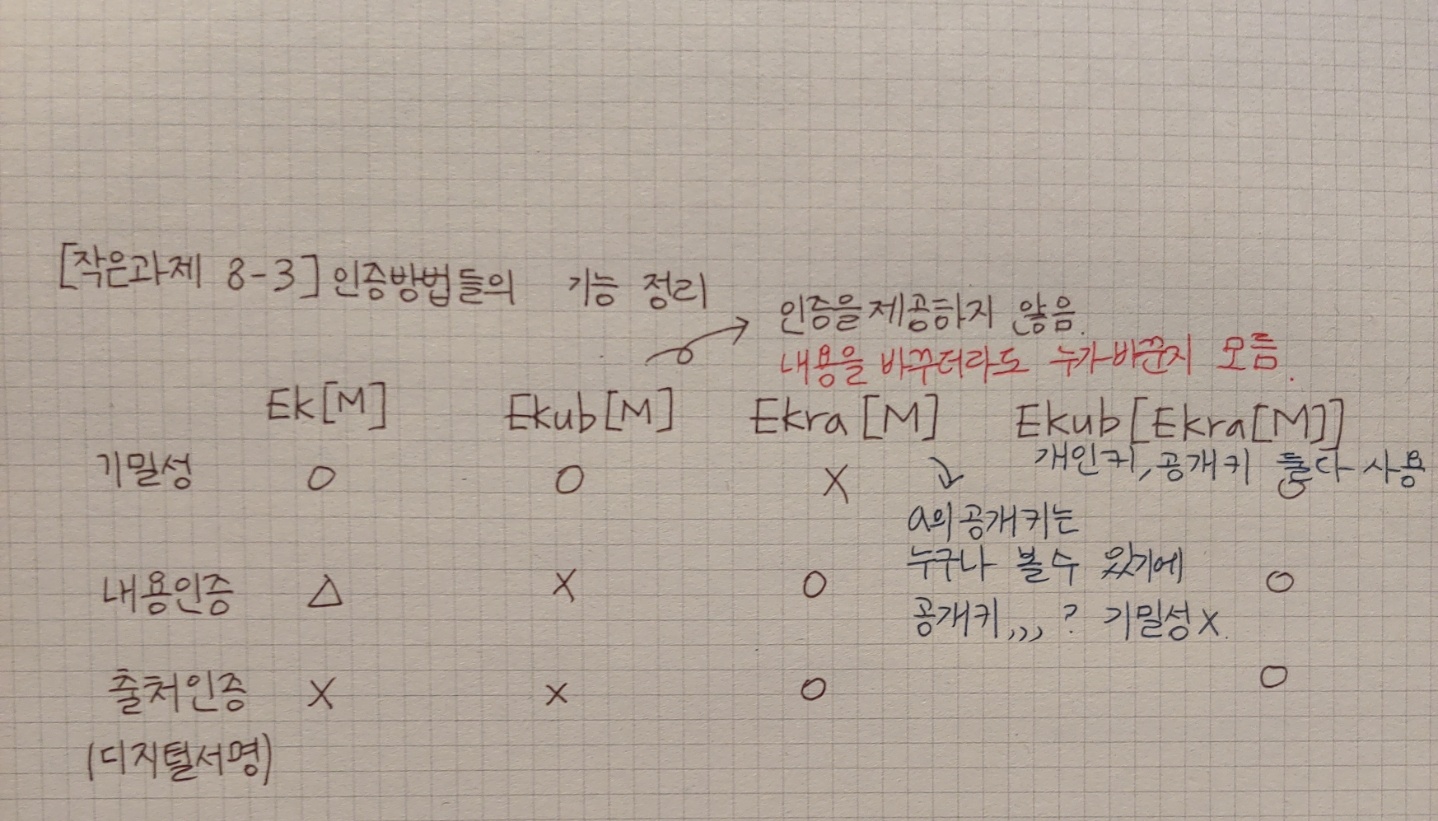 [작은과제 8-3] 인증방법들의 기능 정리
인증을 제공하지 않음.
내용을 바꾸더라도 누가바꾼지 모름.
Ek[M] Ekub[M] Ekra[M] Ekub[Ekra[M]]
개인키, 공개키 둘다 사용
기밀성 O O X O
a의 공개키는
누구나 볼수 있기에
공개키,,, ? 기밀성 X.
내용인증 △ X O O
출처인증 X X O O
(디지털서명)